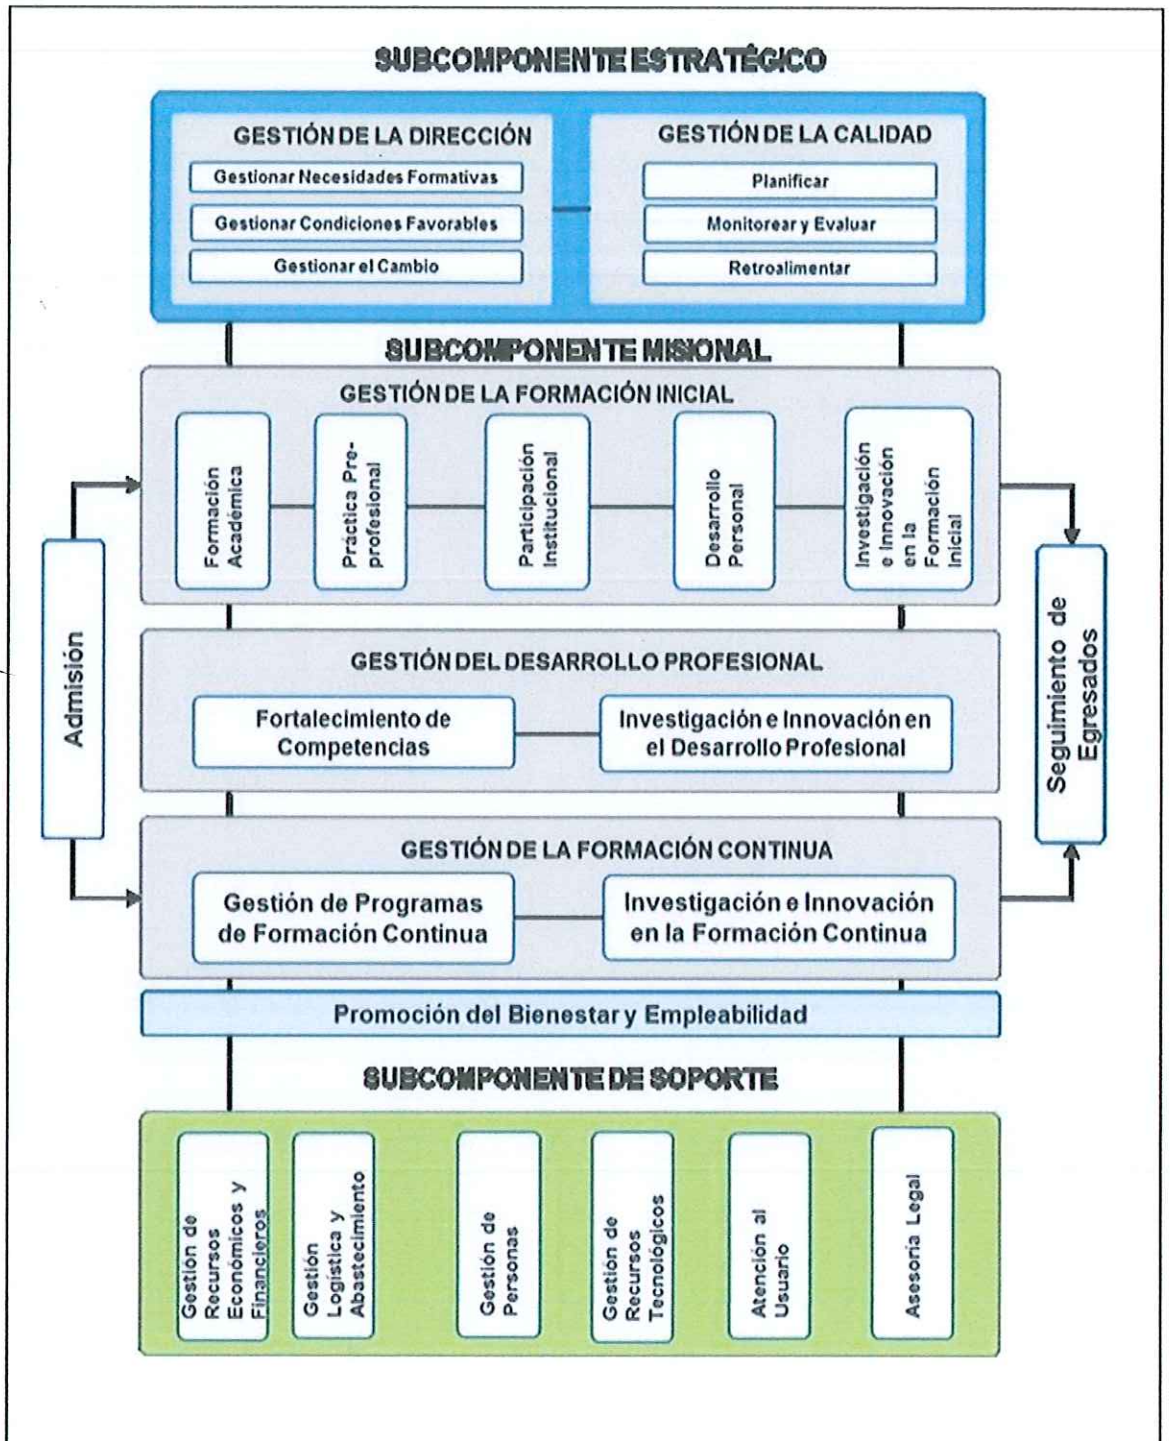 SUBCOMPONENTE ESTRATÉGICO
GESTIÓN DE LA DIRECCIÓN
Gestionar Necesidades Formativas
Gestionar Condiciones Favorables
Gestionar el Cambio
GESTIÓN DE LA CALIDAD
Planificar
Monitorear y Evaluar
Retroalimentar
SUBCOMPONENTE MISIONAL
GESTIÓN DE LA FORMACIÓN INICIAL
Formación
Académica
Práctica Pre-
profesional
Participación
Institucional
Desarrollo
Personal
Investigación
e Innovación
en la
Formación
Inicial
Admisión
Seguimiento de
Egresados
GESTIÓN DEL DESARROLLO PROFESIONAL
Fortalecimiento de
Competencias
Investigación e Innovación en
el Desarrollo Profesional
GESTIÓN DE LA FORMACIÓN CONTINUA
Gestión de Programas
de Formación Continua
Investigación e Innovación
en la Formación Continua
Promoción del Bienestar y Empleabilidad
SUBCOMPONENTE DE SOPORTE
Gestión de
Recursos
Económicos y
Financieros
Gestión
Logística y
Abastecimiento
Gestión de
Personas
Gestión de
Recursos
Tecnológicos
Atención al
Usuario
Asesoría Legal